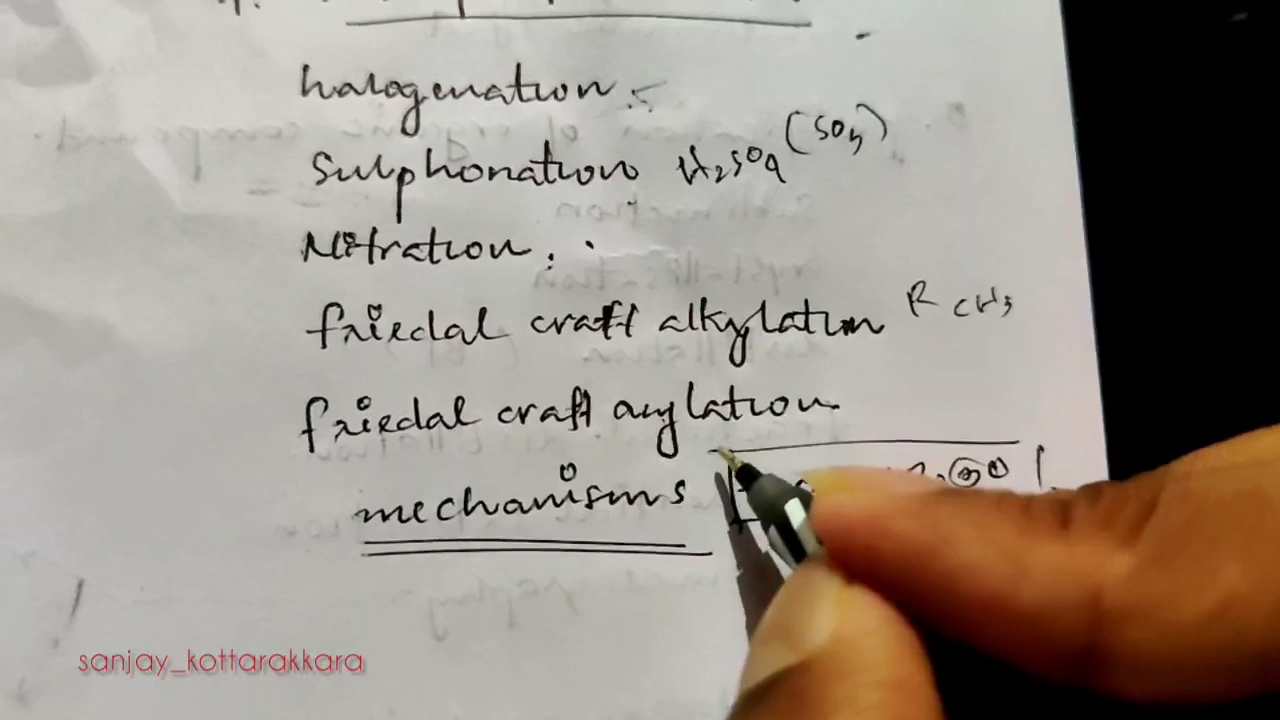 halogenation :-
Sulphonation H₂SO₄ (SO₃)
Nitration :
friedal craft alkylation R CH₃
friedal craft acylation
mechanisms
sanjay_kottarakkara